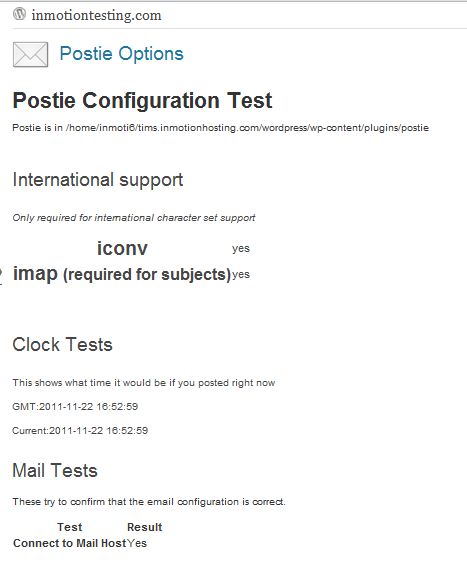 inmotiontesting.com
Postie Options
Postie Configuration Test
Postie is in /home/inmoti6/tims.inmotionhosting.com/wordpress/wp-content/plugins/postie
International support
Only required for international character set support
iconv yes
imap (required for subjects) yes
Clock Tests
This shows what time it would be if you posted right now
GMT:2011-11-22 16:52:59
Current:2011-11-22 16:52:59
Mail Tests
These try to confirm that the email configuration is correct.
Test Result
Connect to Mail Host Yes